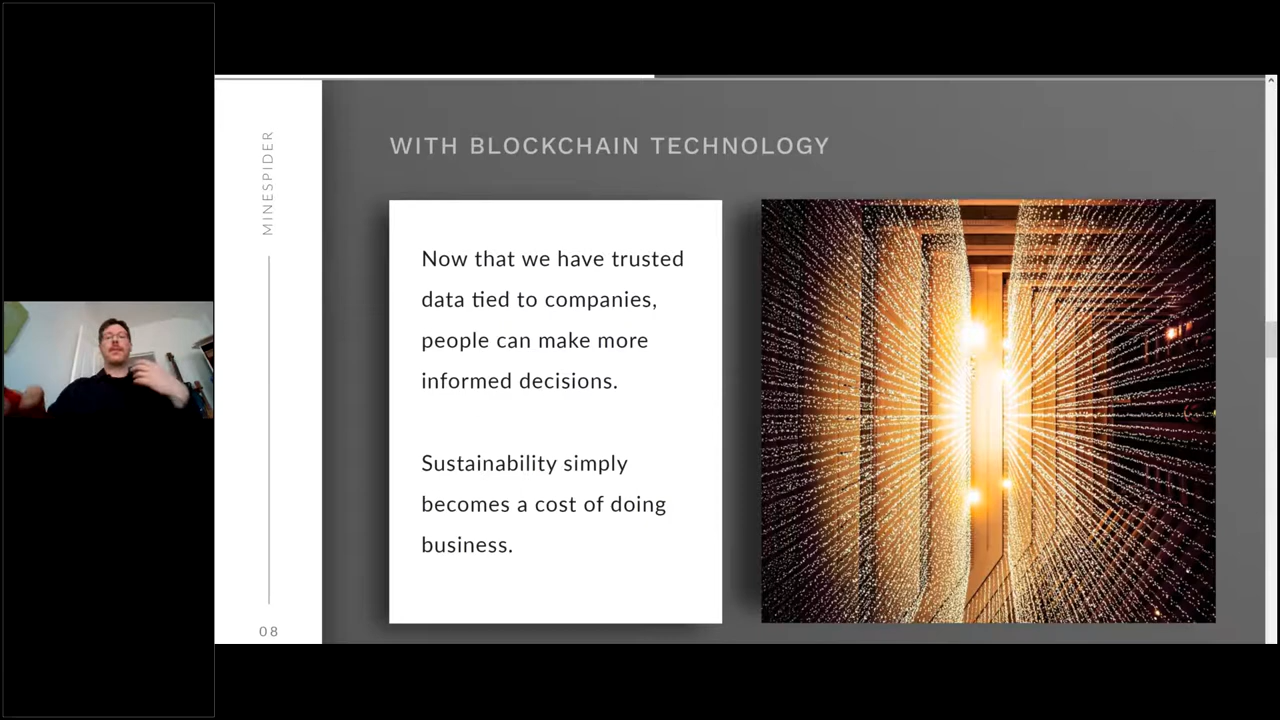 MINESPIDER
08
WITH BLOCKCHAIN TECHNOLOGY
Now that we have trusted
data tied to companies,
people can make more
informed decisions.
Sustainability simply
becomes a cost of doing
business.